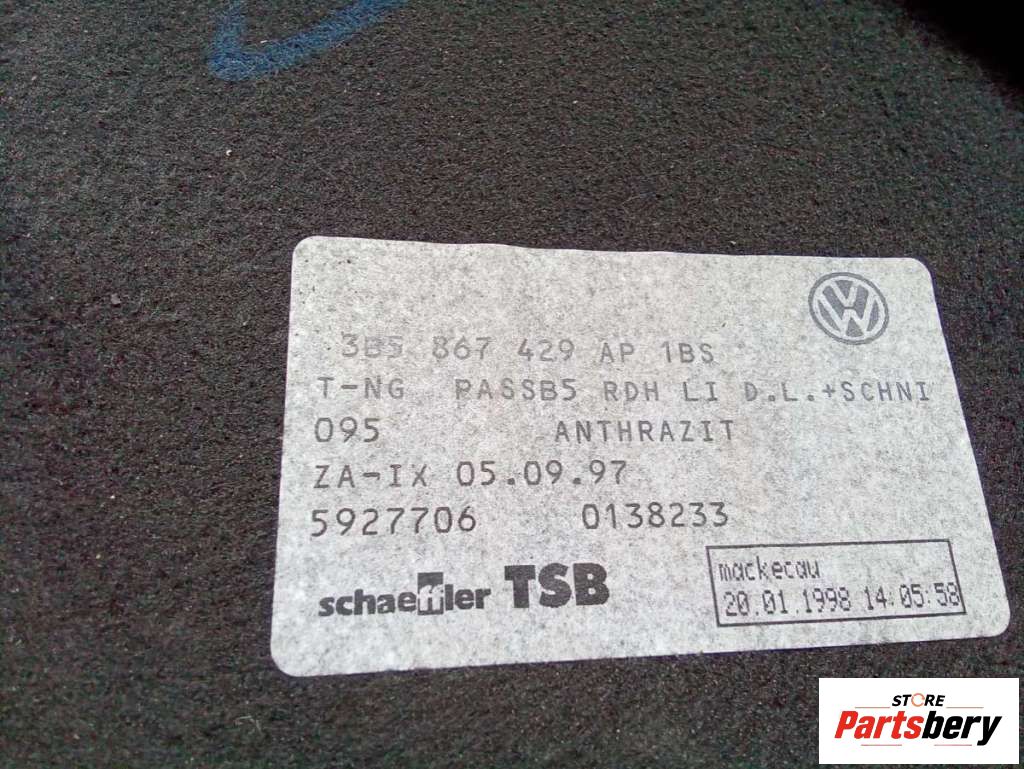 3B5 867 429 AP 1BS
T-NG PASSB5 RDH LI D.L.+SCHNI
095 ANTHRAZIT
ZA-IX 05.09.97
5927706 0138233
schaeffler TSB
mackecau
20.01.1998 14:05:58
STORE
Partsbery